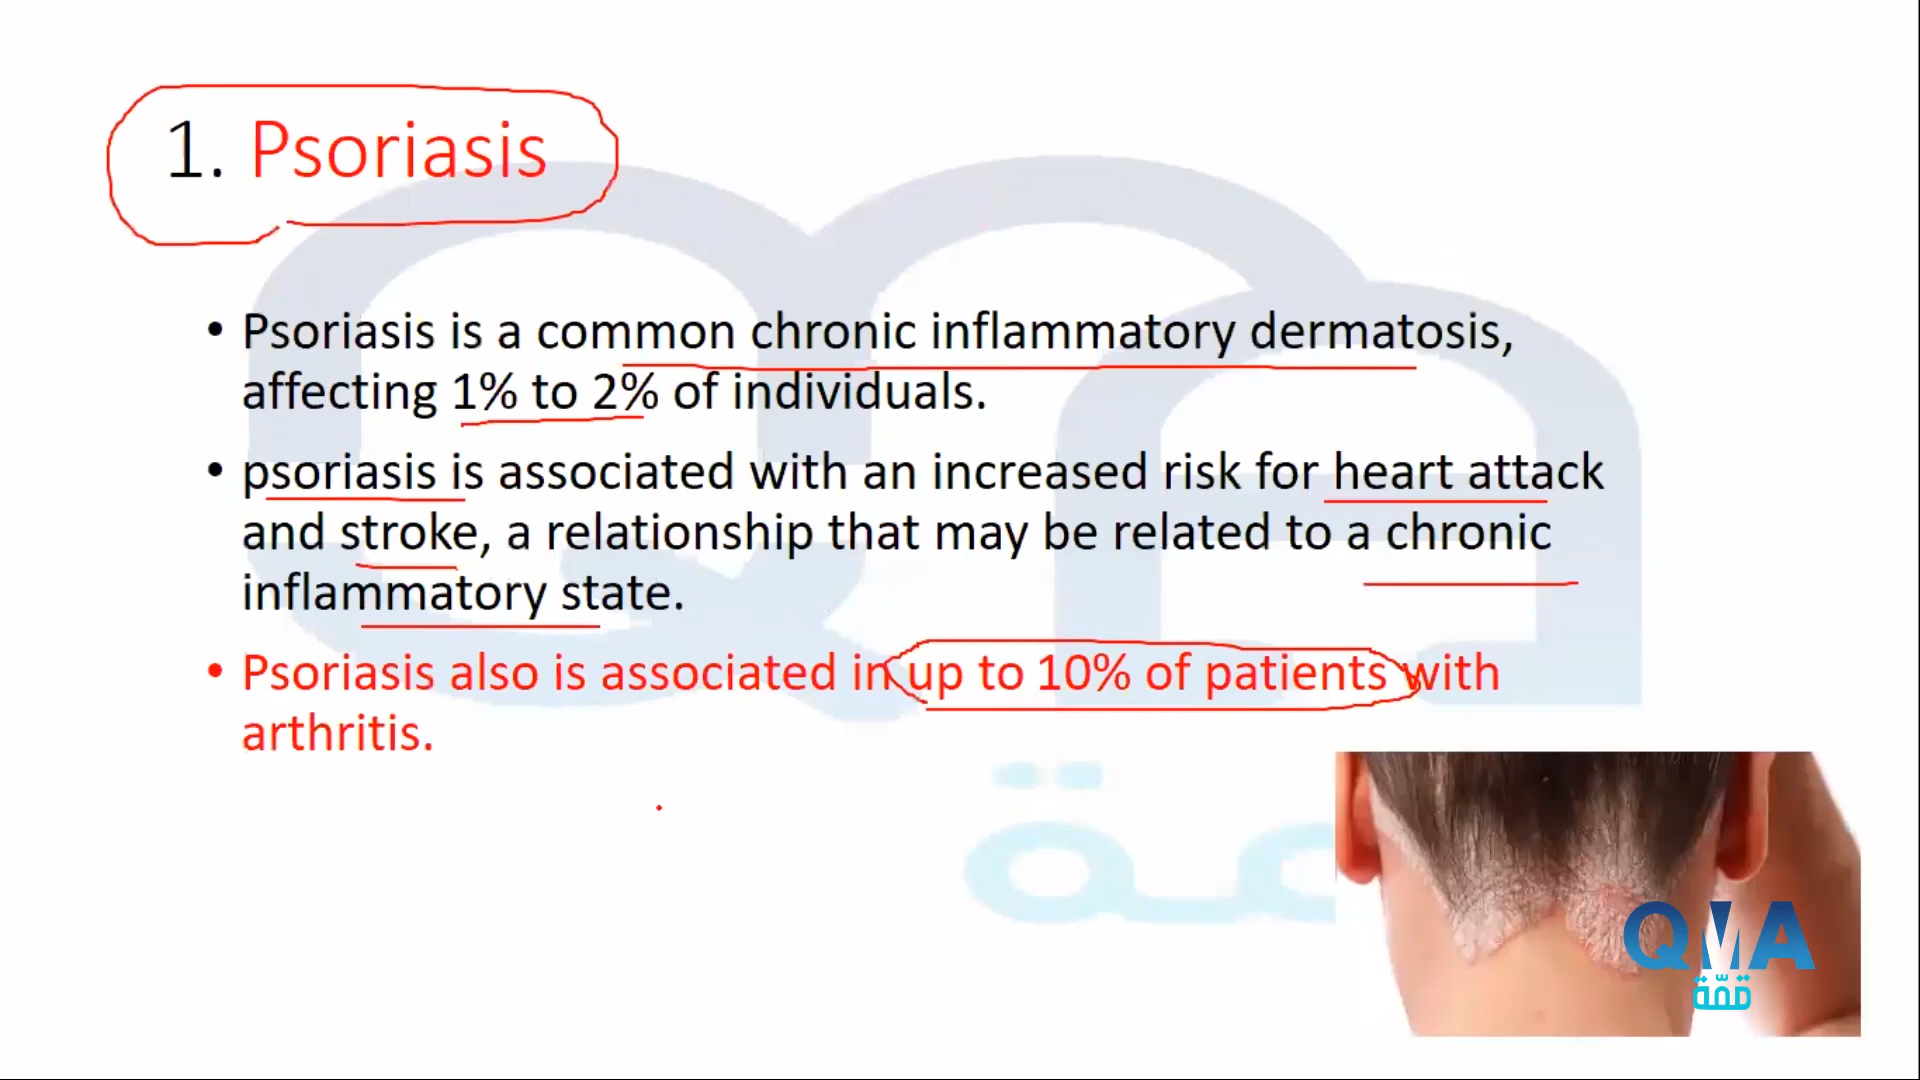 1. Psoriasis
• Psoriasis is a common chronic inflammatory dermatosis,
affecting 1% to 2% of individuals.
• psoriasis is associated with an increased risk for heart attack
and stroke, a relationship that may be related to a chronic
inflammatory state.
• Psoriasis also is associated in up to 10% of patients with
arthritis.
QMA
قمّة